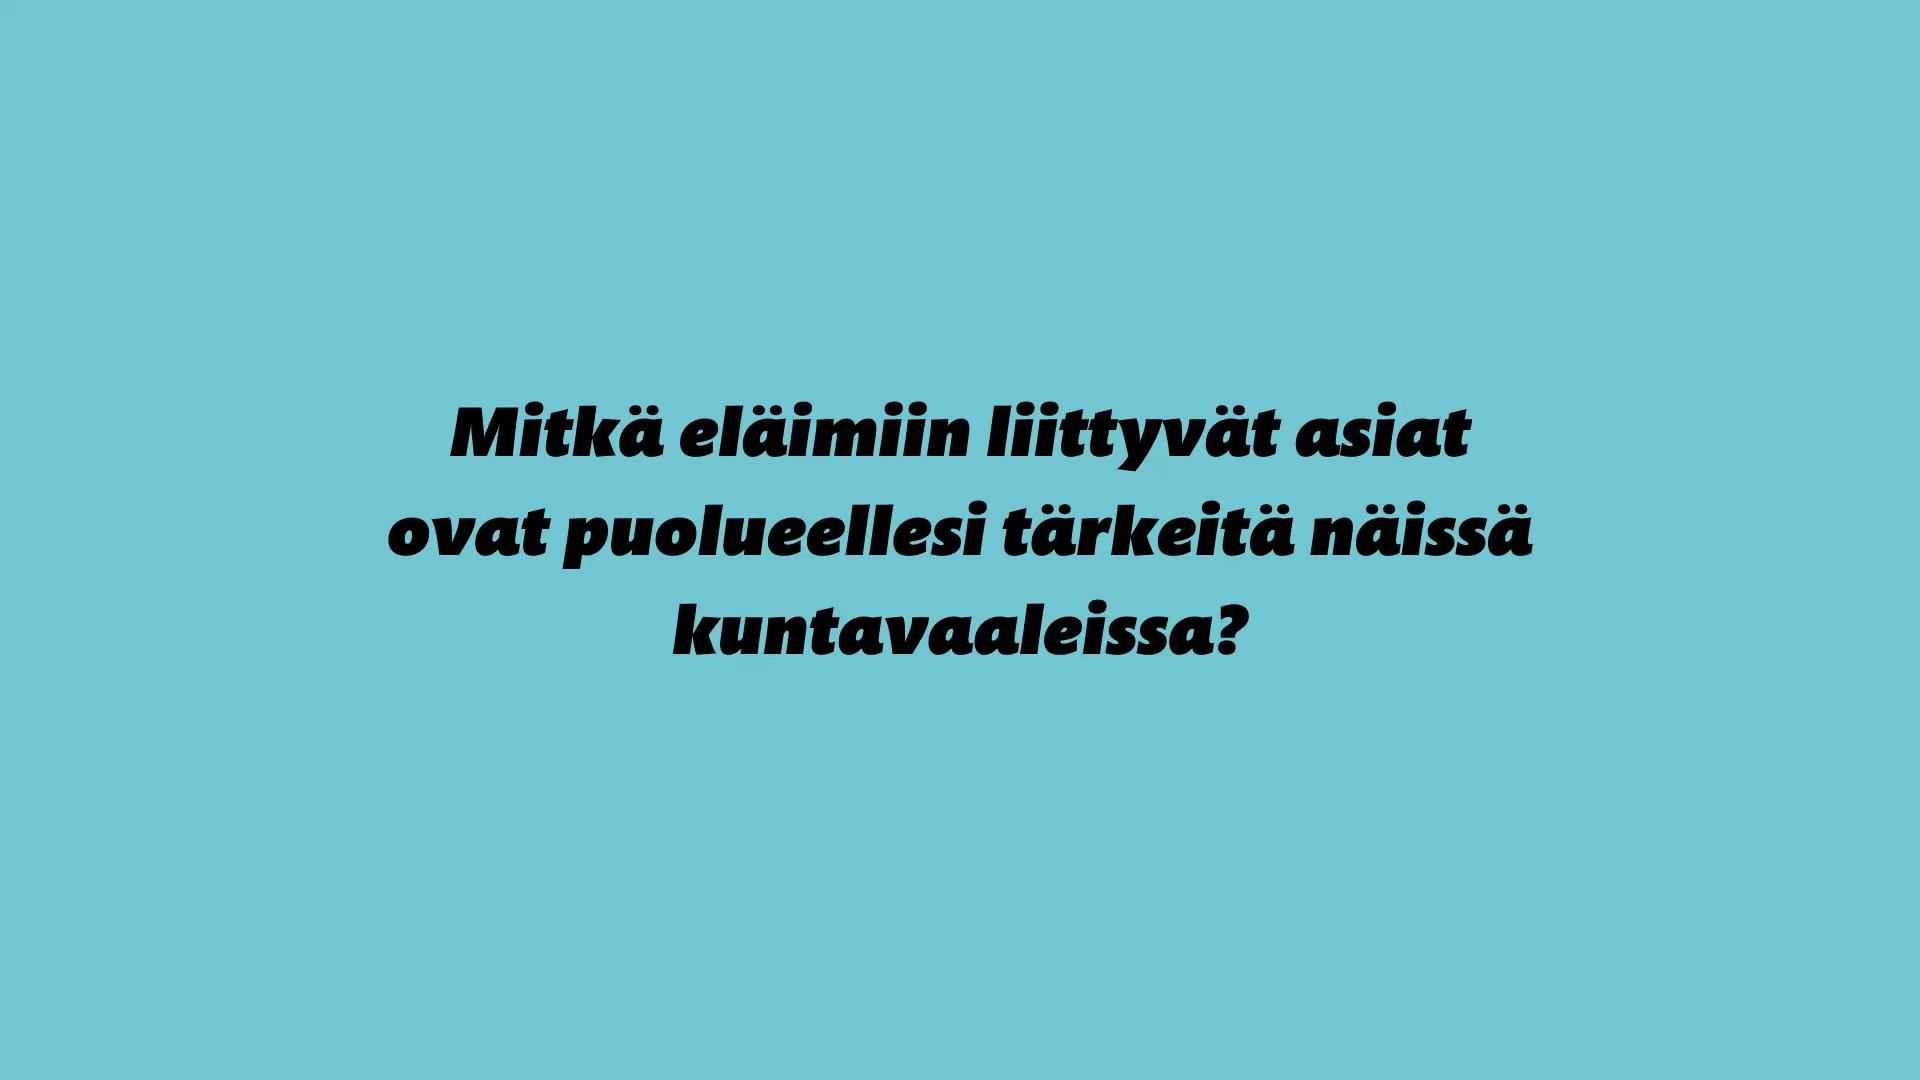 Mitkä eläimiin liittyvät asiat
ovat puolueellesi tärkeitä näissä
kuntavaaleissa?